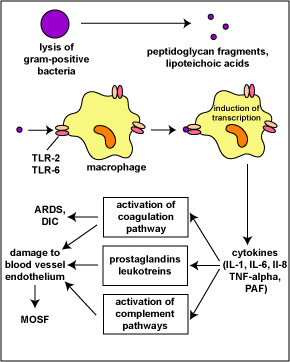 lysis of
gram-positive
bacteria
peptidoglycan fragments,
lipoteichoic acids
TLR-2
TLR-6
macrophage
induction of
transcription
ARDS,
DIC
activation of
coagulation
pathway
damage to
blood vessel
endothelium
prostaglandins
leukotreins
cytokines
(IL-1, IL-6, Il-8
TNF-alpha,
PAF)
MOSF
activation of
complement
pathways